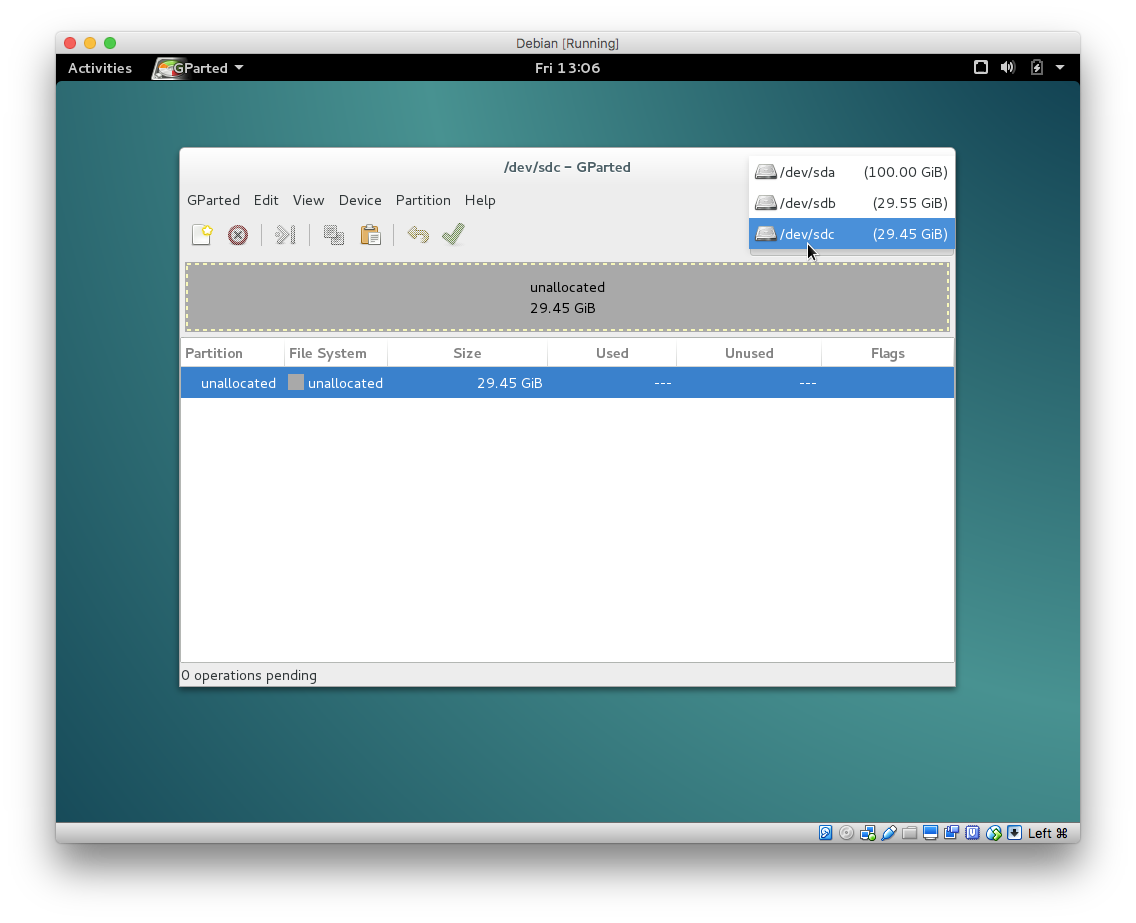 Debian [Running]
Activities GParted Fri 13:06
/dev/sdc – GParted
/dev/sda (100.00 GiB)
/dev/sdb (29.55 GiB)
/dev/sdc (29.45 GiB)
GParted Edit View Device Partition Help
unallocated
29.45 GiB
Partition File System Size Used Unused Flags
unallocated unallocated 29.45 GiB --- ---
0 operations pending
Left ⌘